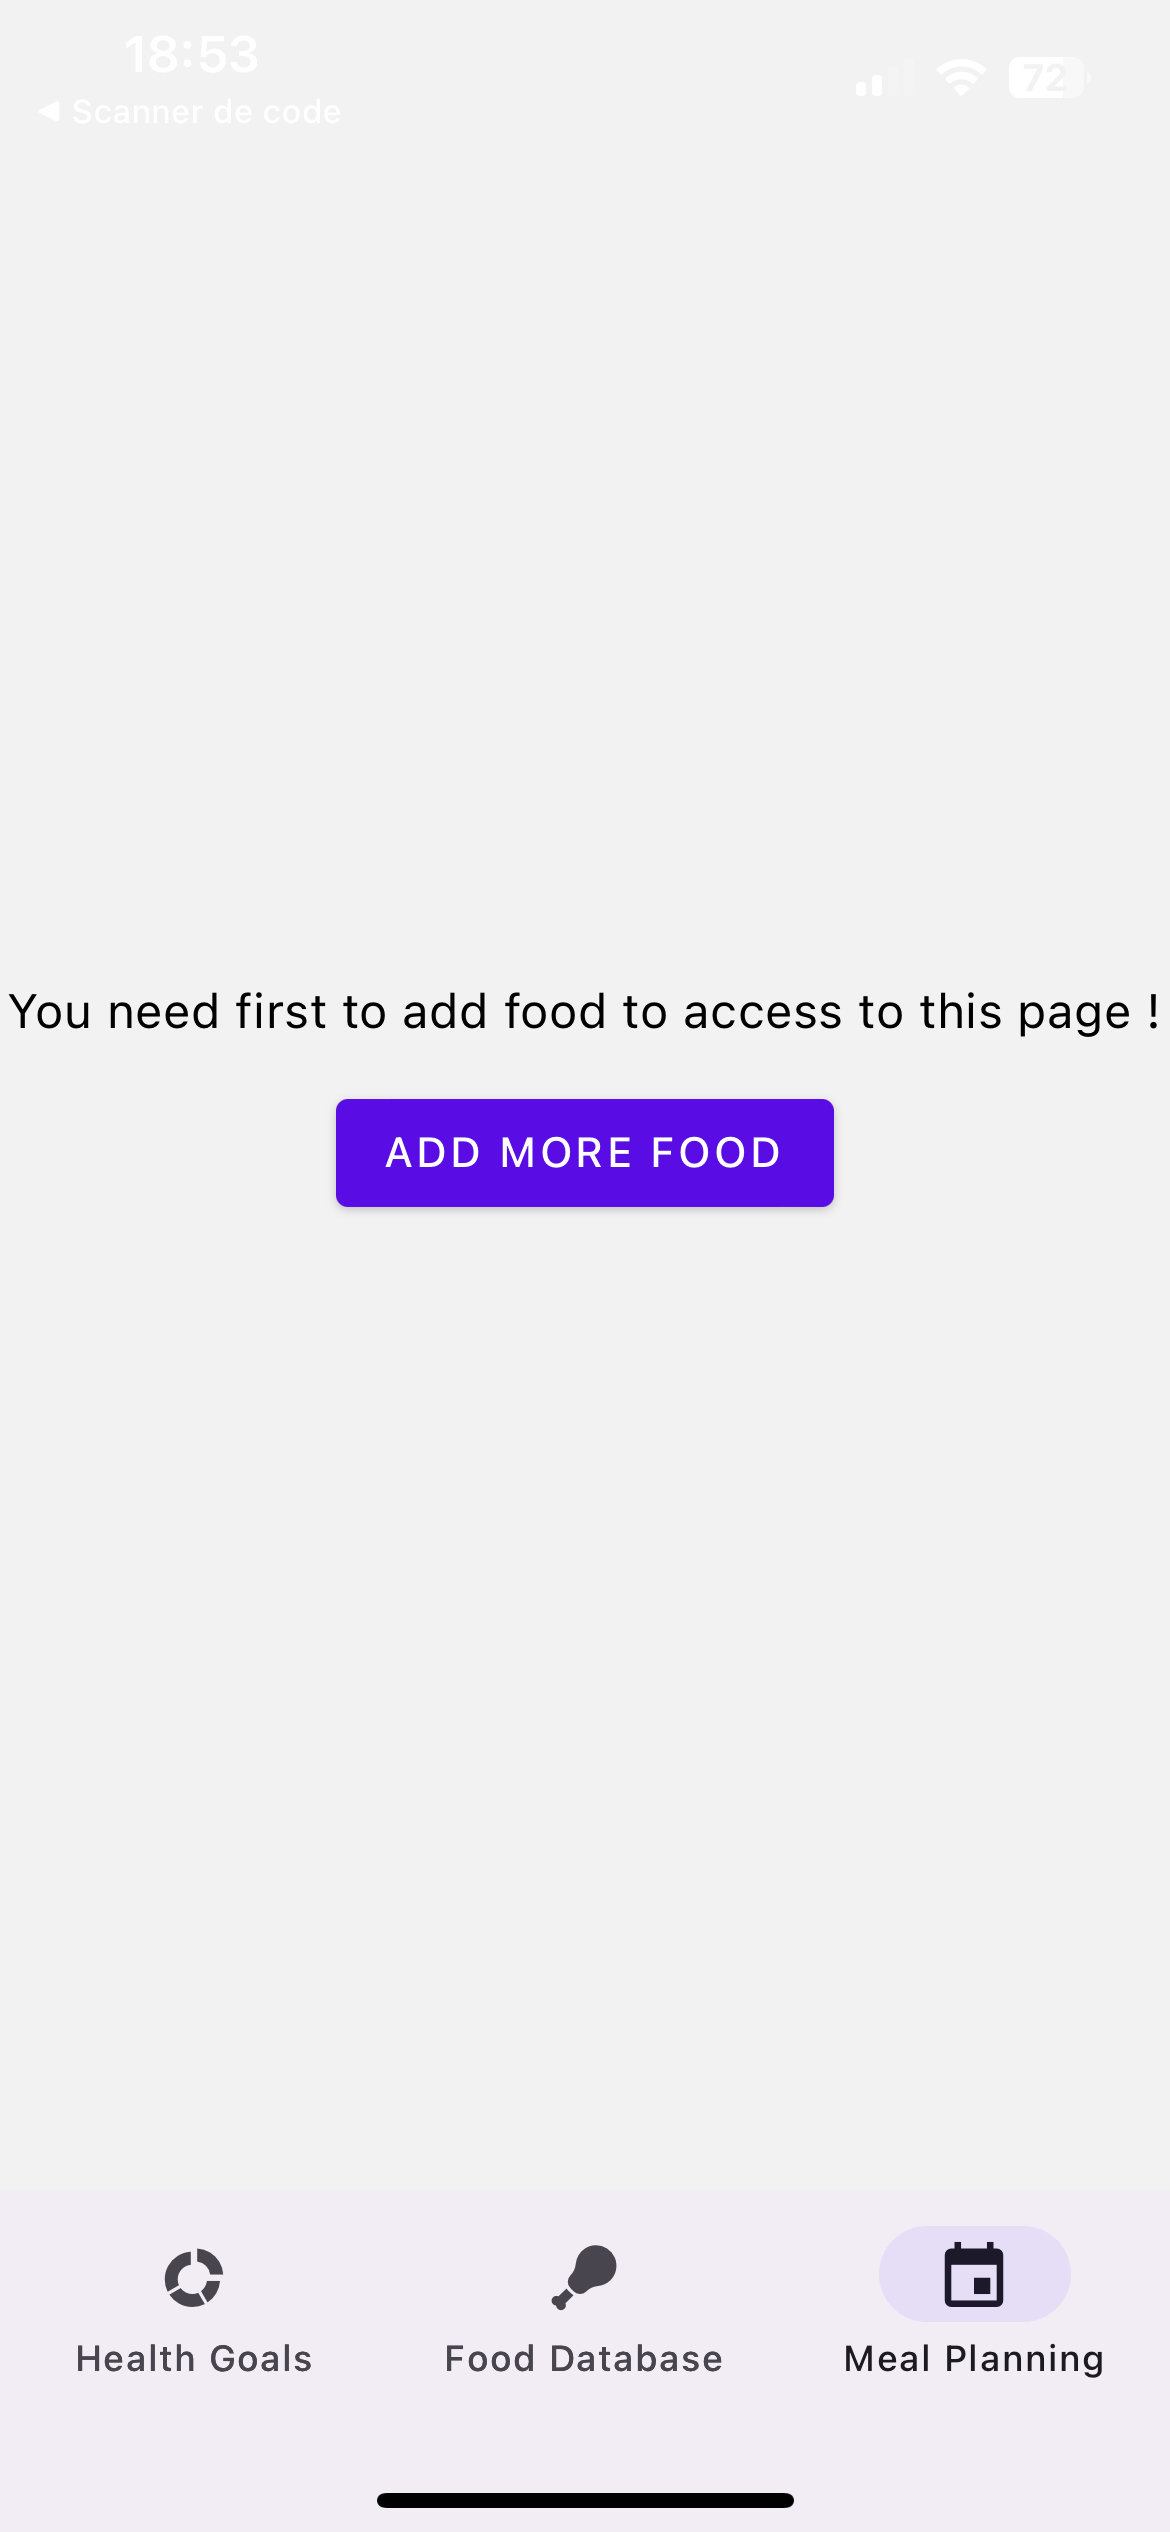 18:53
72
◀ Scanner de code
You need first to add food to access to this page !
ADD MORE FOOD
Health Goals
Food Database
Meal Planning